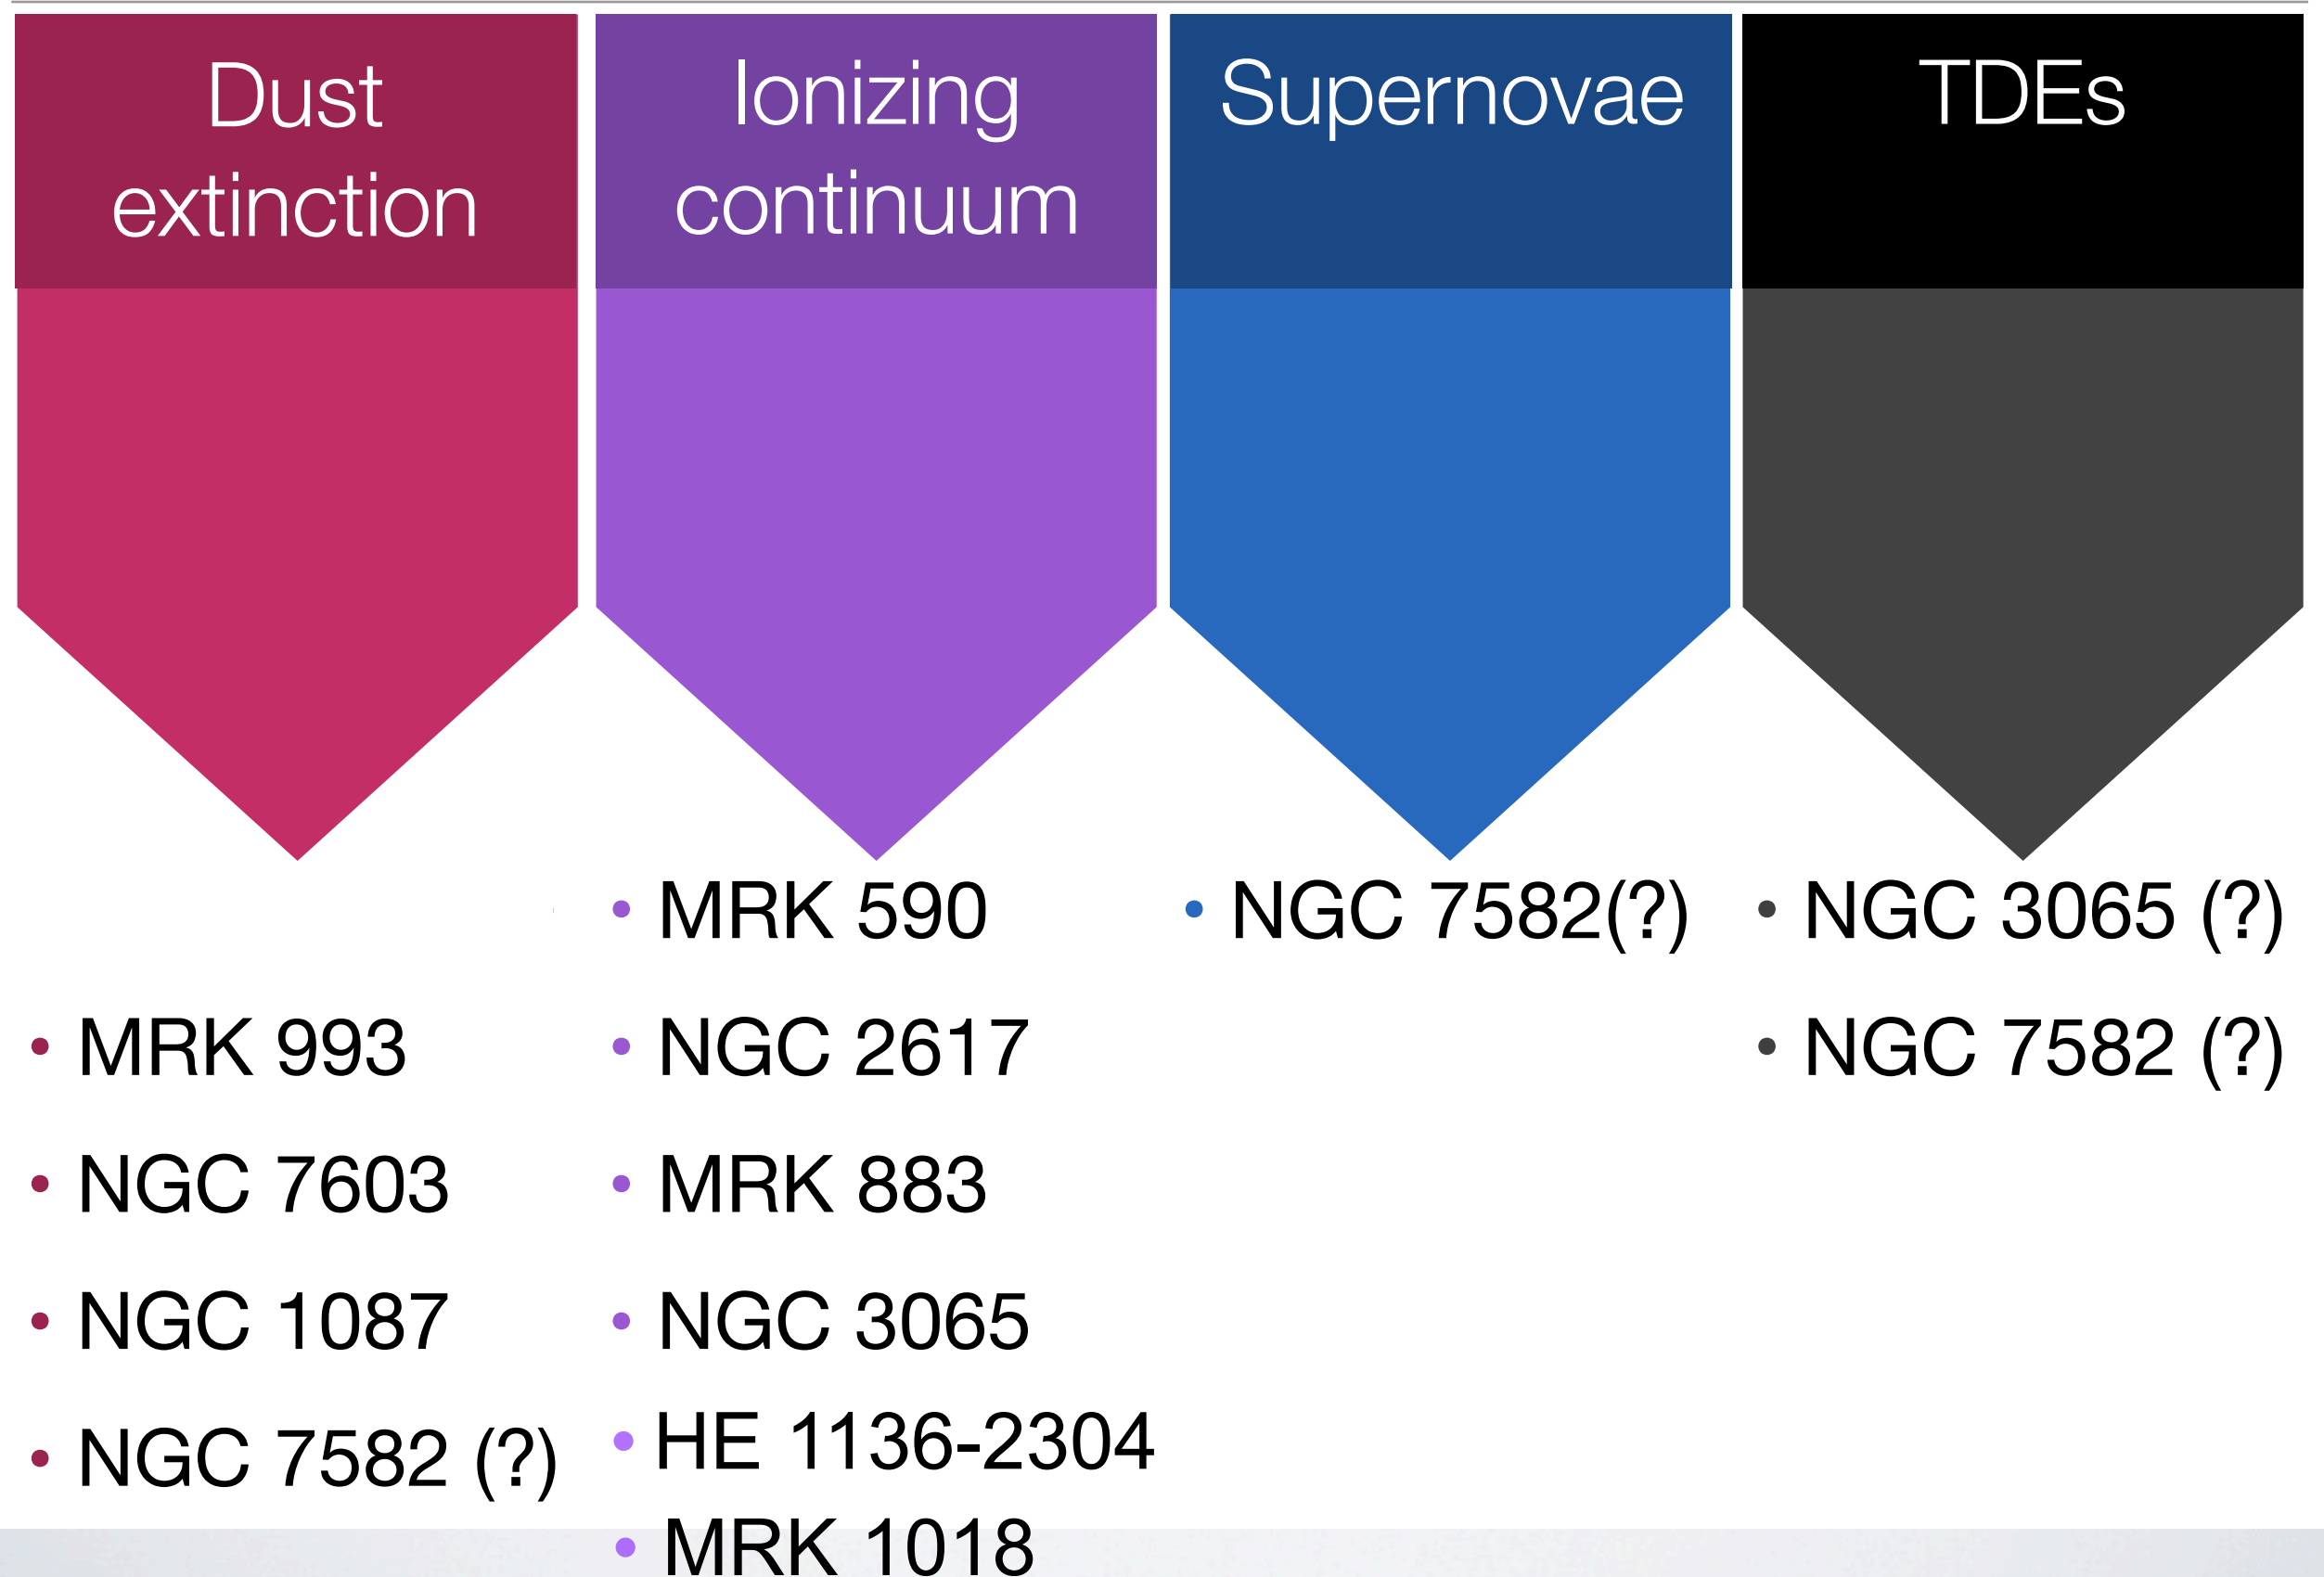 Dust
extinction
Ionizing
continuum
Supernovae
TDEs
• MRK 993
• NGC 7603
• NGC 1087
• NGC 7582 (?)
• MRK 590
• NGC 2617
• MRK 883
• NGC 3065
• HE 1136-2304
• MRK 1018
• NGC 7582(?)
• NGC 3065 (?)
• NGC 7582 (?)